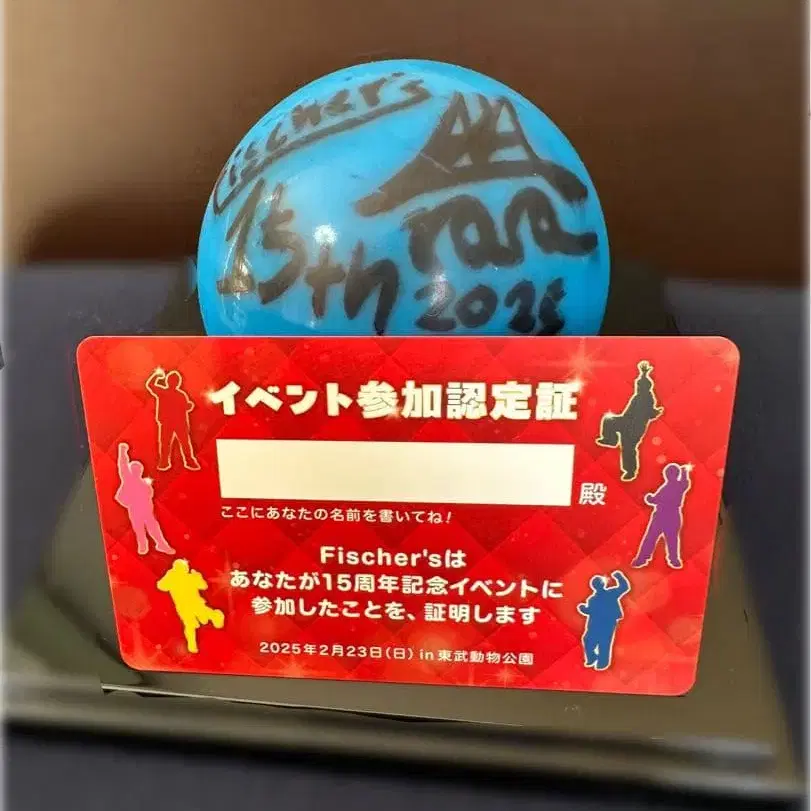 Fischer's
15th
2025
イベント参加認定証
殿
ここにあなたの名前を書いてね!
Fischer'sは
あなたが15周年記念イベントに
参加したことを、証明します
2025年2月23日(日) in 東武動物公園